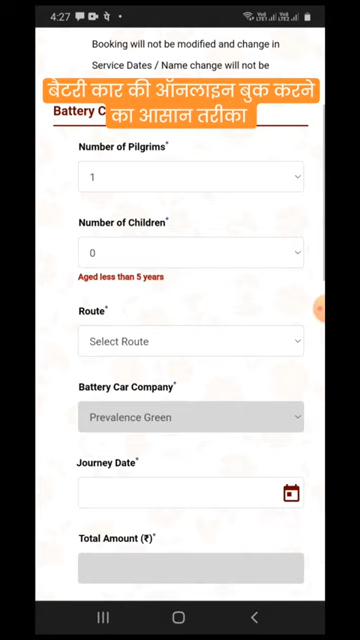 4:27
Booking will not be modified and change in
Service Dates / Name change will not be
बैटरी कार की ऑनलाइन बुक करने
का आसान तरीका
Battery C
Number of Pilgrims*
1
Number of Children*
0
Aged less than 5 years
Route*
Select Route
Battery Car Company*
Prevalence Green
Journey Date*
Total Amount (₹)*